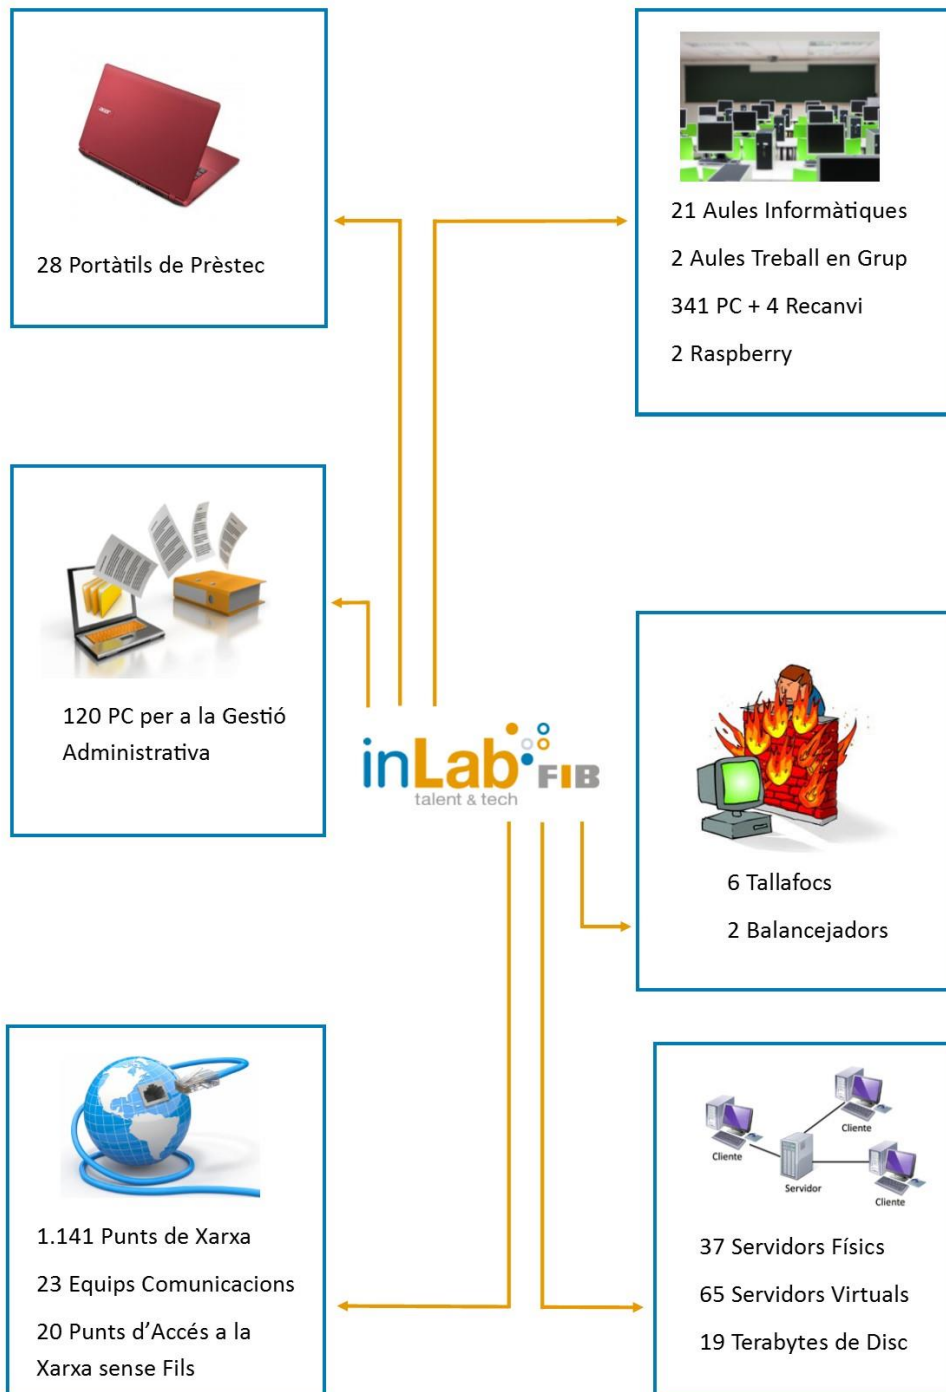 acer
28 Portàtils de Prèstec
21 Aules Informàtiques
2 Aules Treball en Grup
341 PC + 4 Recanvi
2 Raspberry
120 PC per a la Gestió
Administrativa
inLab FIB
talent & tech
6 Tallafocs
2 Balancejadors
1.141 Punts de Xarxa
23 Equips Comunicacions
20 Punts d’Accés a la
Xarxa sense Fils
Cliente
Cliente
Servidor
Cliente
37 Servidors Físics
65 Servidors Virtuals
19 Terabytes de Disc